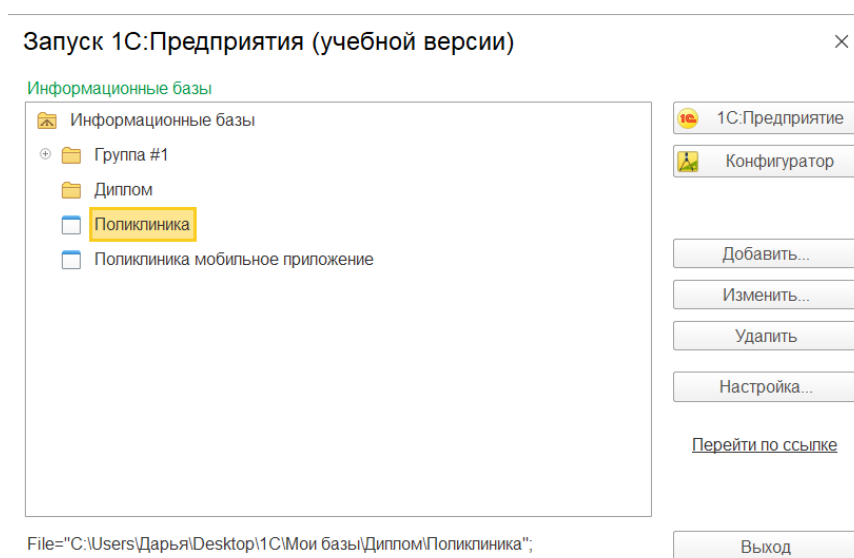 Запуск 1С:Предприятия (учебной версии)
Информационные базы
Информационные базы
Группа #1
Диплом
Поликлиника
Поликлиника мобильное приложение
1С:Предприятие
Конфигуратор
Добавить...
Изменить...
Удалить
Настройка...
Перейти по ссылке
File="C:\Users\Дарья\Desktop\1С\Мои базы\Диплом\Поликлиника";
Выход